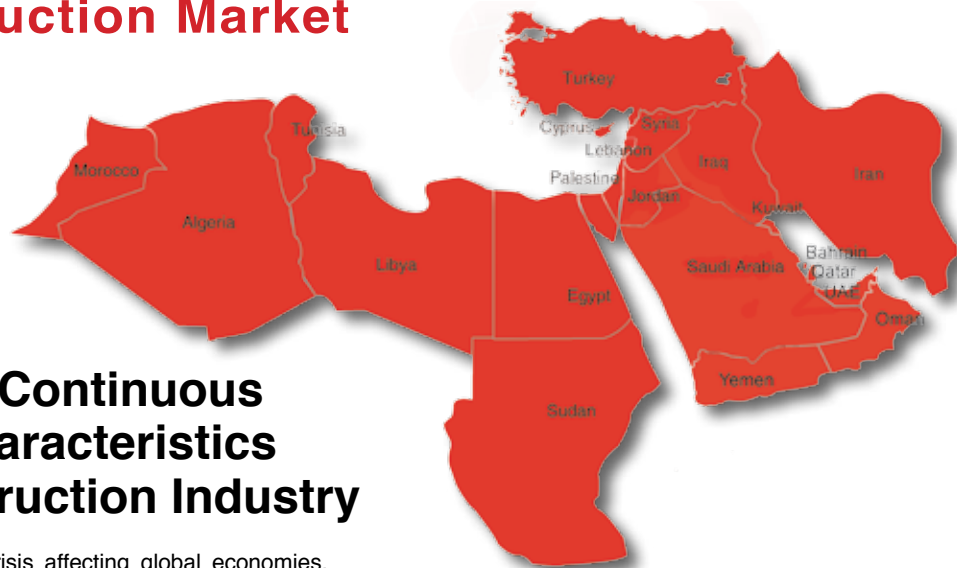 uction Market
Turkey
Tunisia
Cyprus
Syria
Lebanon
Morocco
Iraq
Palestine
Iran
Jordan
Kuwait
Algeria
Bahrain
Libya
Saudi Arabia
Qatar
UAE
Egypt
Oman
Yemen
Sudan
Continuous
aracteristics
ruction Industry
isis affecting global economies,